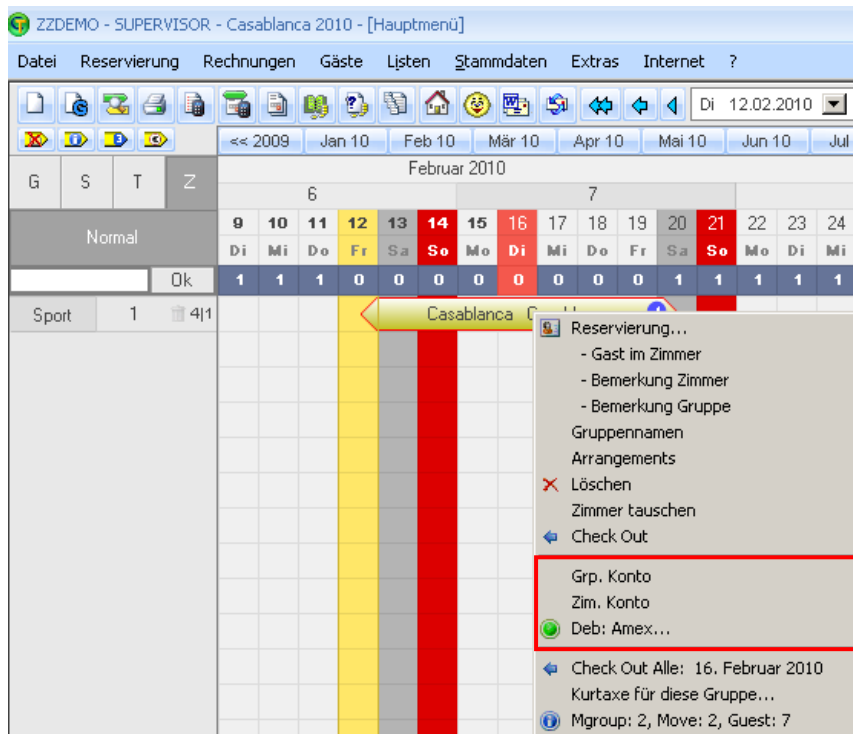 ZZDEMO - SUPERVISOR - Casablanca 2010 - [Hauptmenü]
Datei Reservierung Rechnungen Gäste Listen Stammdaten Extras Internet ?
Di 12.02.2010
<< 2009 Jan 10 Feb 10 Mär 10 Apr 10 Mai 10 Jun 10 Jul
G S T Z
Februar 2010
6 7
Normal
9 10 11 12 13 14 15 16 17 18 19 20 21 22 23 24
Di Mi Do Fr Sa So Mo Di Mi Do Fr Sa So Mo Di Mi
Ok 1 1 1 0 0 0 0 0 0 0 0 1 1 1 1 1
Sport 1 4|1 Casablanca
Reservierung...
- Gast im Zimmer
- Bemerkung Zimmer
- Bemerkung Gruppe
Gruppennamen
Arrangements
Löschen
Zimmer tauschen
Check Out
Grp. Konto
Zim. Konto
Deb: Amex...
Check Out Alle: 16. Februar 2010
Kurtaxe für diese Gruppe...
Mgroup: 2, Move: 2, Guest: 7